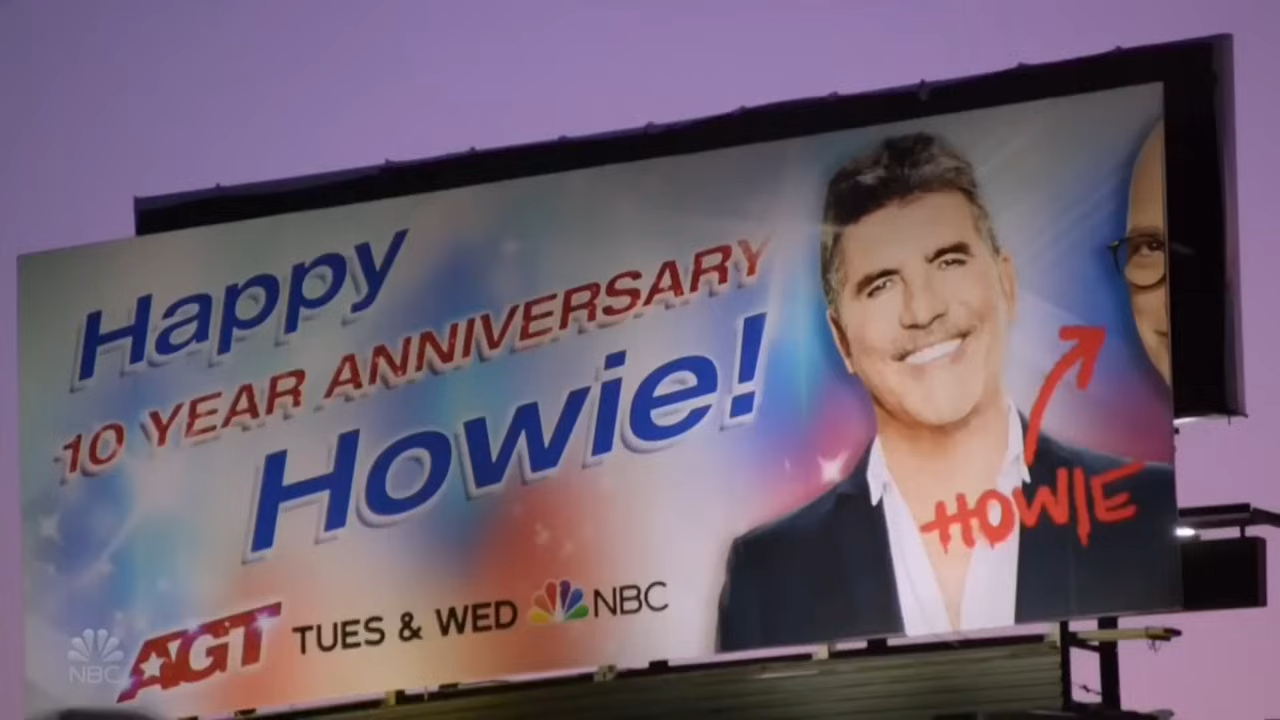 Happy
10 YEAR ANNIVERSARY
Howie!
HOWIE
AGT TUES & WED NBC
NBC